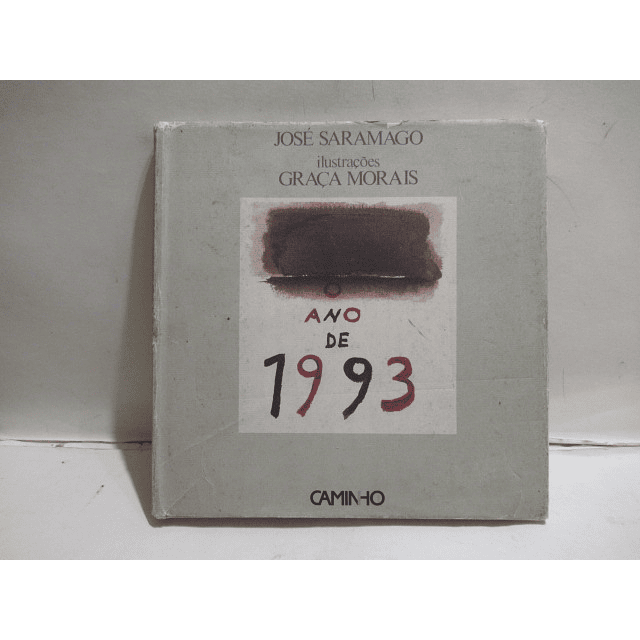 JOSÉ SARAMAGO
ilustrações
GRAÇA MORAIS
O
ANO
DE
1993
CAMINHO